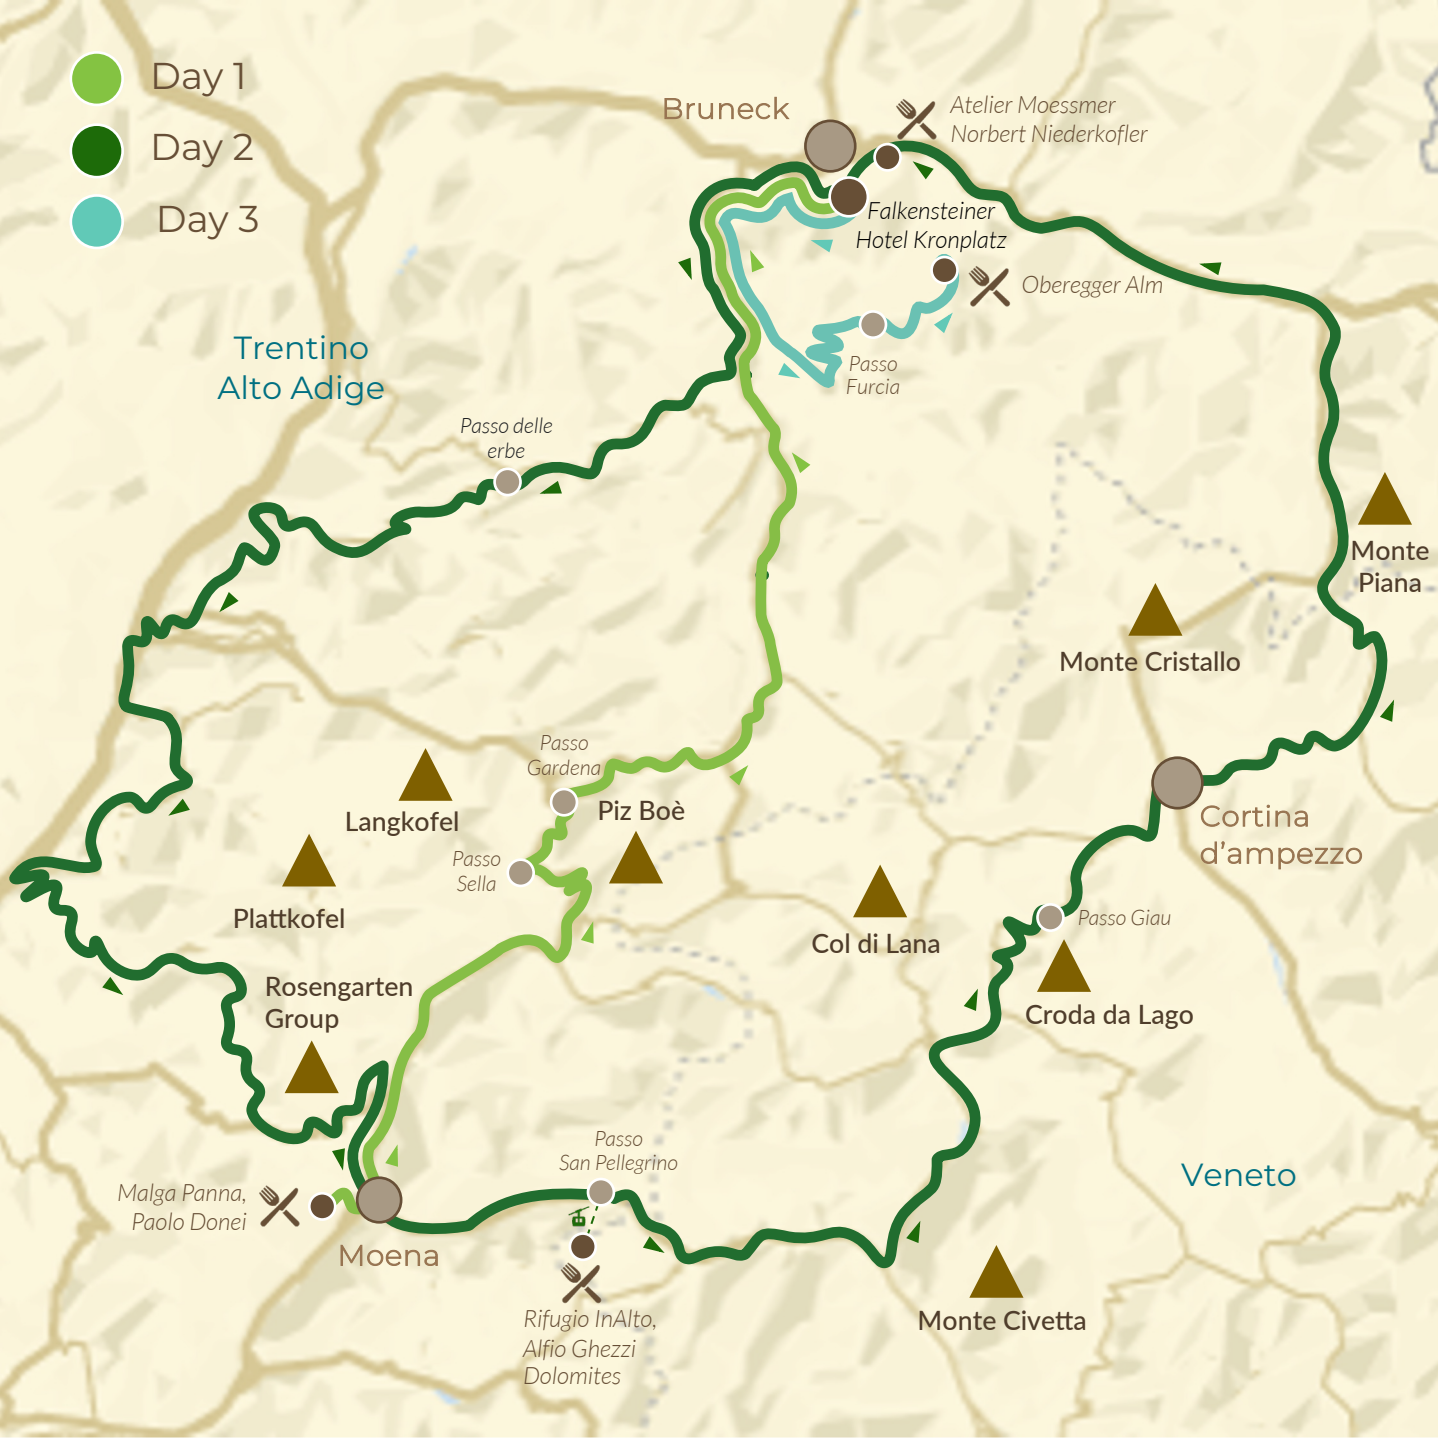 Day 1
Day 2
Day 3
Bruneck
Atelier Moessmer
Norbert Niederkofler
Falkensteiner
Hotel Kronplatz
Oberegger Alm
Trentino
Alto Adige
Passo
Furcia
Passo delle
erbe
Monte
Piana
Monte Cristallo
Passo
Gardena
Piz Boè
Langkofel
Cortina
d’ampezzo
Passo
Sella
Plattkofel
Col di Lana
Passo Giau
Rosengarten
Group
Croda da Lago
Passo
San Pellegrino
Veneto
Malga Panna,
Paolo Donei
Moena
Rifugio InAlto,
Alfio Ghezzi
Dolomites
Monte Civetta